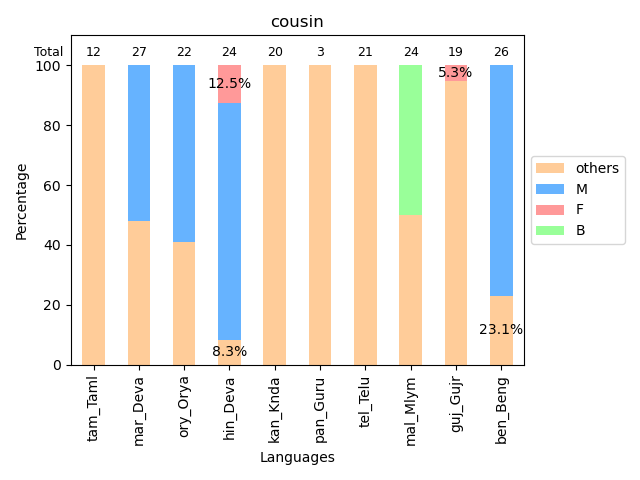 cousin
Total 12 27 22 24 20 3 21 24 19 26
100
80
60
40
20
0
Percentage
12.5%
5.3%
8.3%
23.1%
others
M
F
B
tam_Taml
mar_Deva
ory_Orya
hin_Deva
kan_Knda
pan_Guru
tel_Telu
mal_Mlym
guj_Gujr
ben_Beng
Languages